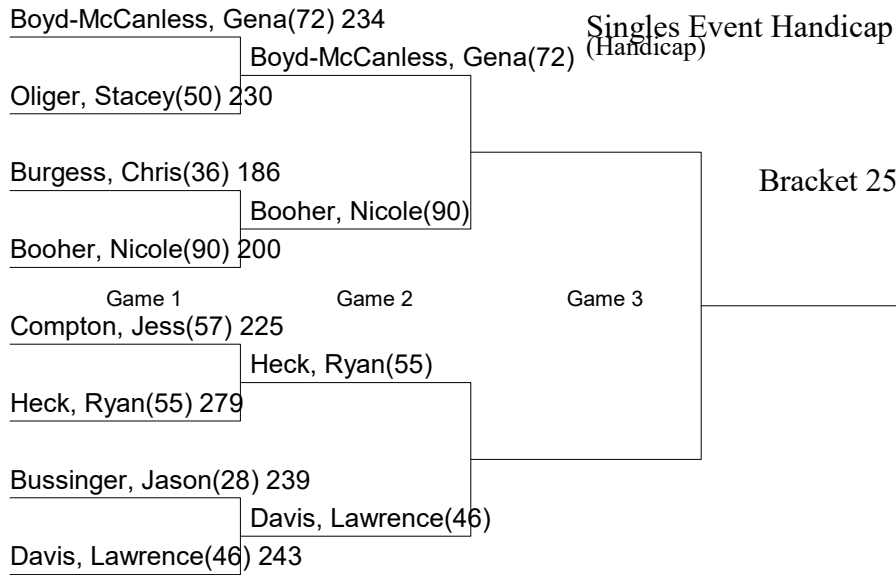 Boyd-McCanless, Gena(72) 234
Singles Event Handicap
(Handicap)
Boyd-McCanless, Gena(72)
Oliger, Stacey(50) 230
Burgess, Chris(36) 186
Bracket 25
Booher, Nicole(90)
Booher, Nicole(90) 200
Game 1
Game 2
Game 3
Compton, Jess(57) 225
Heck, Ryan(55)
Heck, Ryan(55) 279
Bussinger, Jason(28) 239
Davis, Lawrence(46)
Davis, Lawrence(46) 243